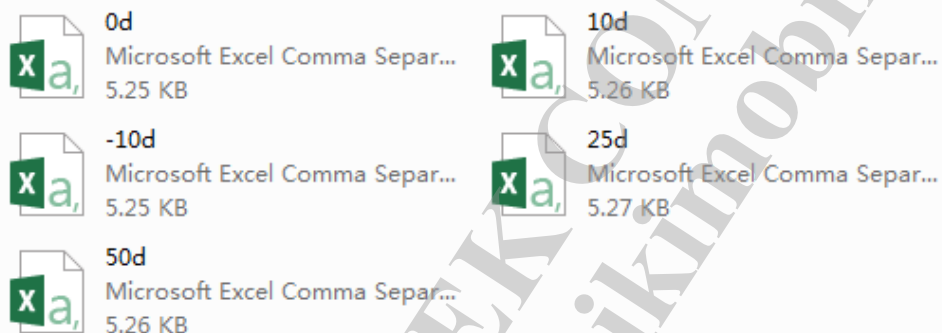 0d
Microsoft Excel Comma Separ...
5.25 KB
10d
Microsoft Excel Comma Separ...
5.26 KB
-10d
Microsoft Excel Comma Separ...
5.25 KB
25d
Microsoft Excel Comma Separ...
5.27 KB
50d
Microsoft Excel Comma Separ...
5.26 KB